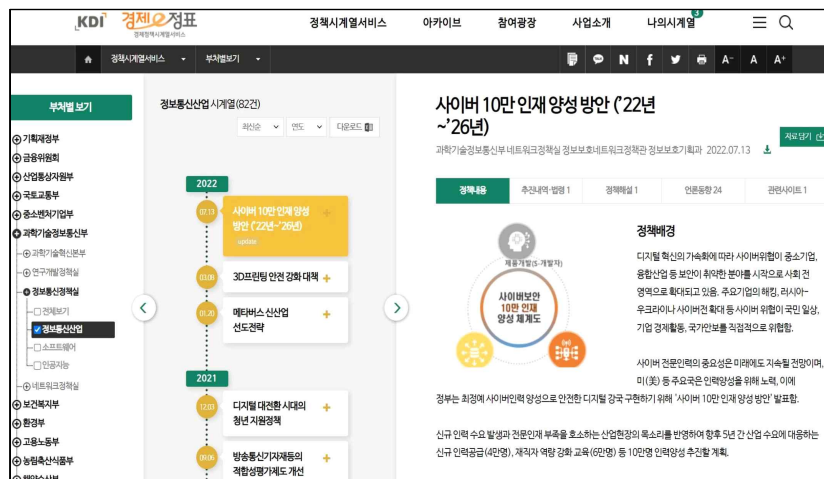 KDI 경제e정표
경제정책시계열서비스
정책시계열서비스 아카이브 참여광장 사업소개 나의시계열 3
정책시계열서비스 부처별보기
N f A- A A+
부처별 보기
기획재정부
금융위원회
산업통상자원부
국토교통부
중소벤처기업부
과학기술정보통신부
과학기술혁신본부
연구개발정책실
정보통신정책실
전체보기
정보통신산업
소프트웨어
인공지능
네트워크정책실
보건복지부
환경부
고용노동부
농림축산식품부
해양수산부
정보통신산업 시계열(82건)
최신순 연도 다운로드
2022
07.13 사이버 10만 인재 양성
방안 ('22년~'26년)
update
03.08 3D프린팅 안전 강화 대책
01.20 메타버스 신산업
선도전략
2021
12.03 디지털 대전환 시대의
청년 지원정책
09.06 방송통신기자재등의
적합성평가제도 개선
사이버 10만 인재 양성 방안 ('22년
~'26년)
자료담기
과학기술정보통신부 네트워크정책실 정보보호네트워크정책관 정보보호기획과 2022.07.13
정책내용 추진내역·법령 1 정책해설 1 언론동향 24 관련사이트 1
제품개발(S-개발자)
사이버보안
10만 인재
양성 체계도
정책배경
디지털 혁신의 가속화에 따라 사이버위협이 중소기업,
융합산업 등 보안이 취약한 분야를 시작으로 사회 전
영역으로 확대되고 있음. 주요기업의 해킹, 러시아-
우크라이나 사이버전 확대 등 사이버 위협이 국민 일상,
기업 경제활동, 국가안보를 직접적으로 위협함.
사이버 전문인력의 중요성은 미래에도 지속될 전망이며,
미(美) 등 주요국은 인력양성을 위해 노력, 이에
정부는 최정예 사이버인력 양성으로 안전한 디지털 강국 구현하기 위해 '사이버 10만 인재 양성 방안' 발표함.
신규 인력 수요 발생과 전문인재 부족을 호소하는 산업현장의 목소리를 반영하여 향후 5년 간 산업 수요에 대응하는
신규 인력공급(4만명), 재직자 역량 강화 교육(6만명) 등 10만명 인력양성 추진할 계획.